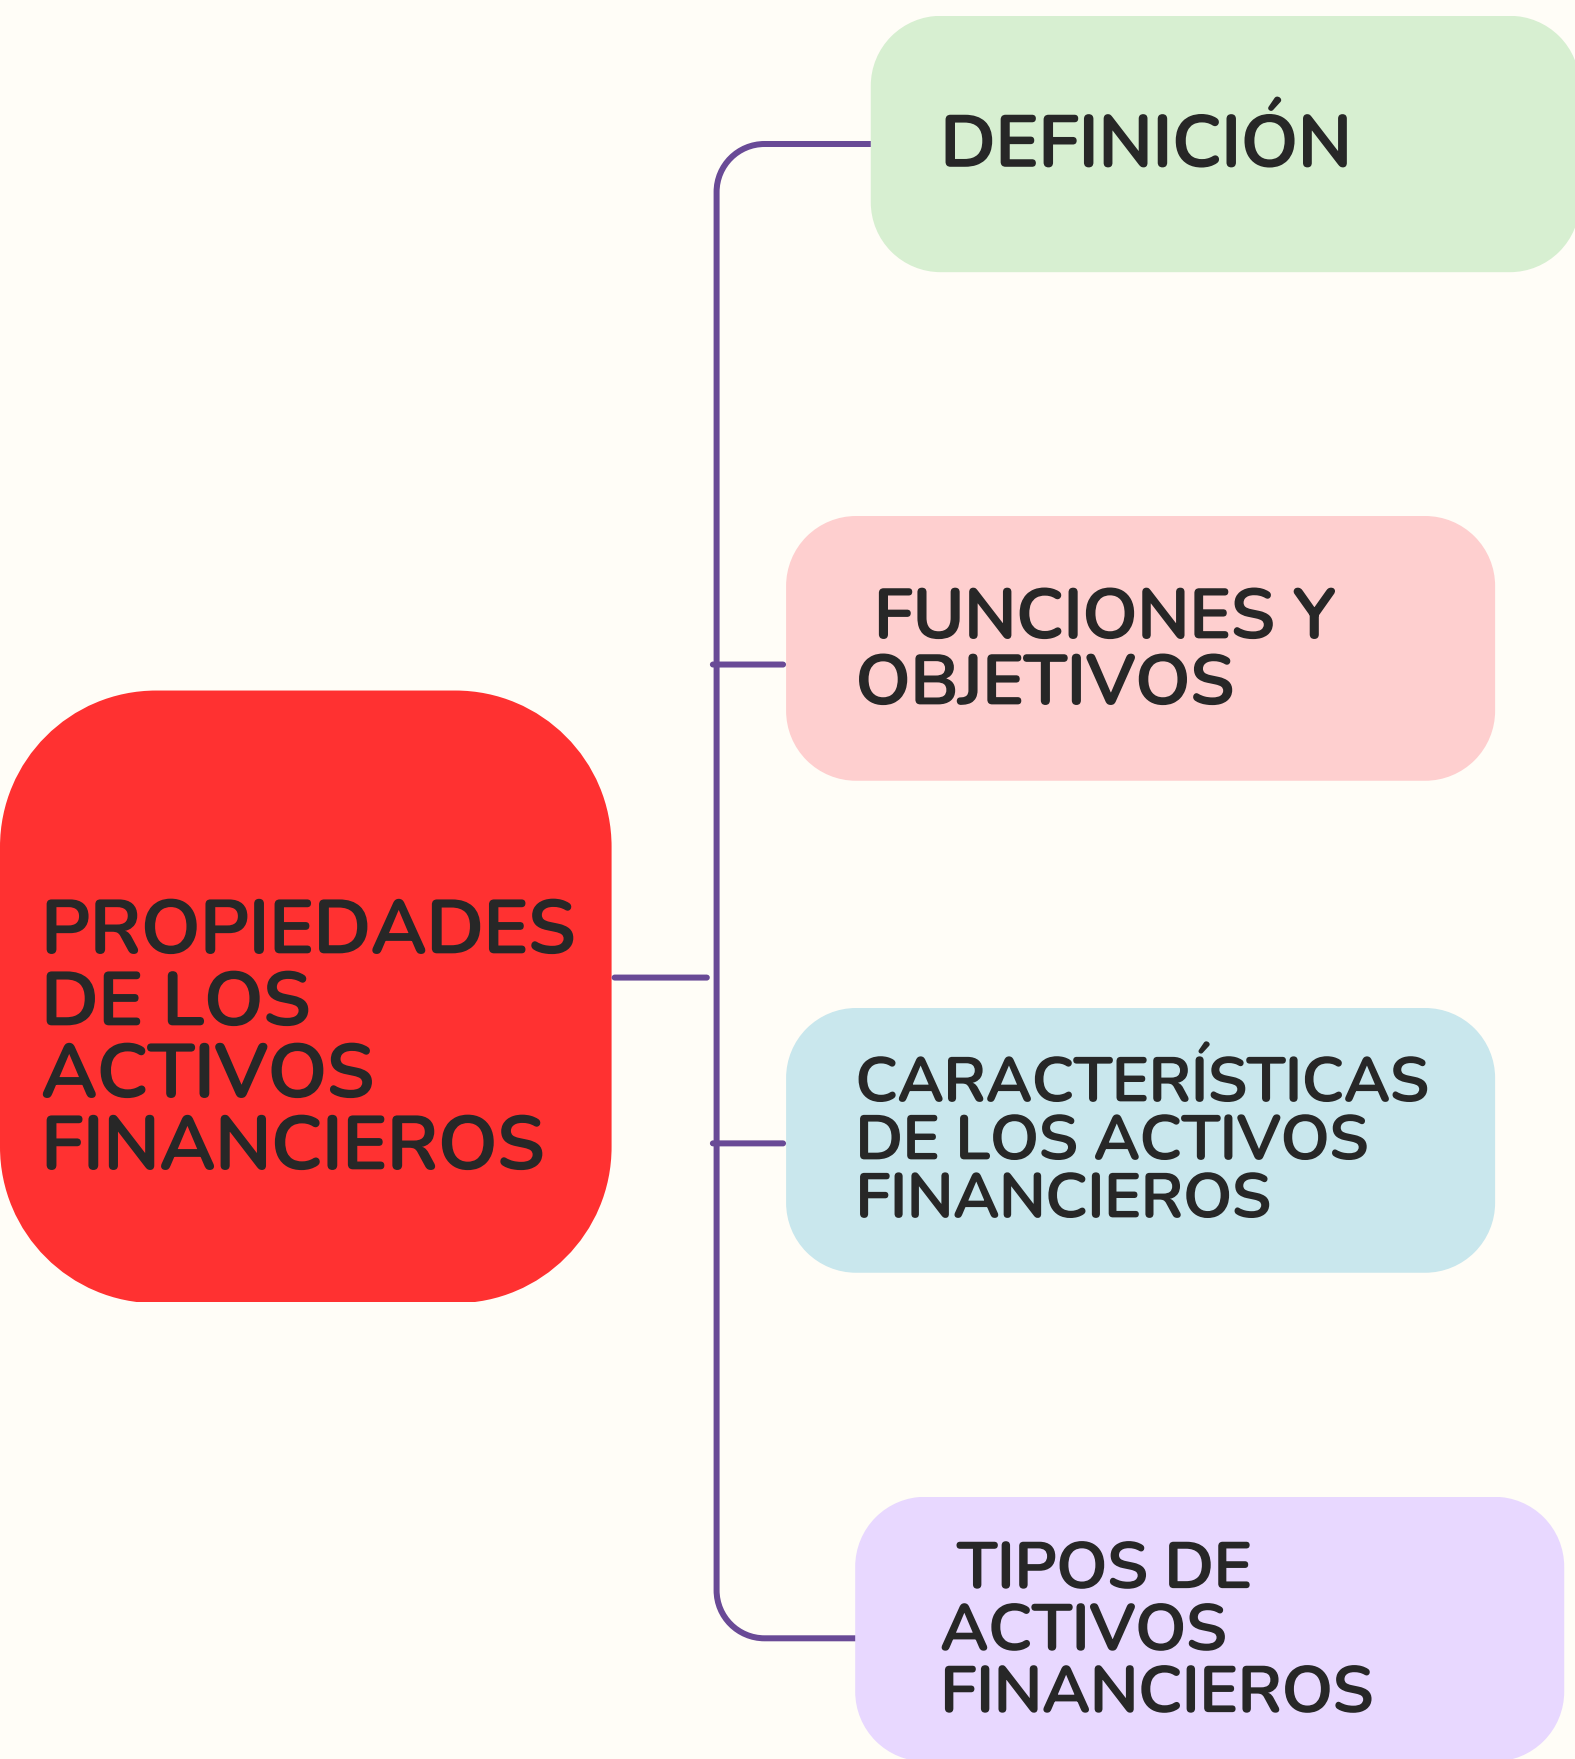 DEFINICIÓN
FUNCIONES Y
OBJETIVOS
PROPIEDADES
DE LOS
ACTIVOS
FINANCIEROS
CARACTERÍSTICAS
DE LOS ACTIVOS
FINANCIEROS
TIPOS DE
ACTIVOS
FINANCIEROS